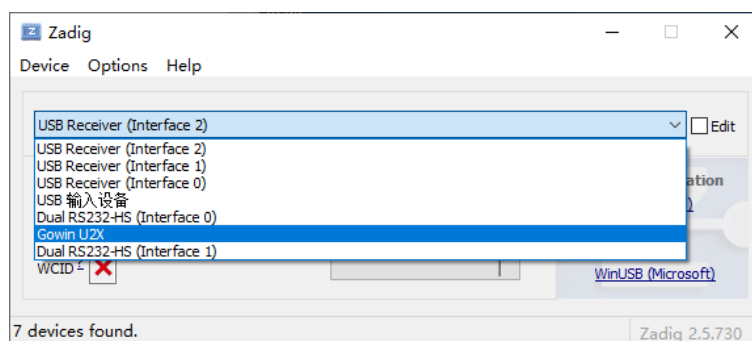 Zadig
Device Options Help
USB Receiver (Interface 2)
Edit
USB Receiver (Interface 2)
USB Receiver (Interface 1)
USB Receiver (Interface 0)
USB 输入设备
Dual RS232-HS (Interface 0)
Gowin U2X
Dual RS232-HS (Interface 1)
WCID ?
WinUSB (Microsoft)
7 devices found.
Zadig 2.5.730